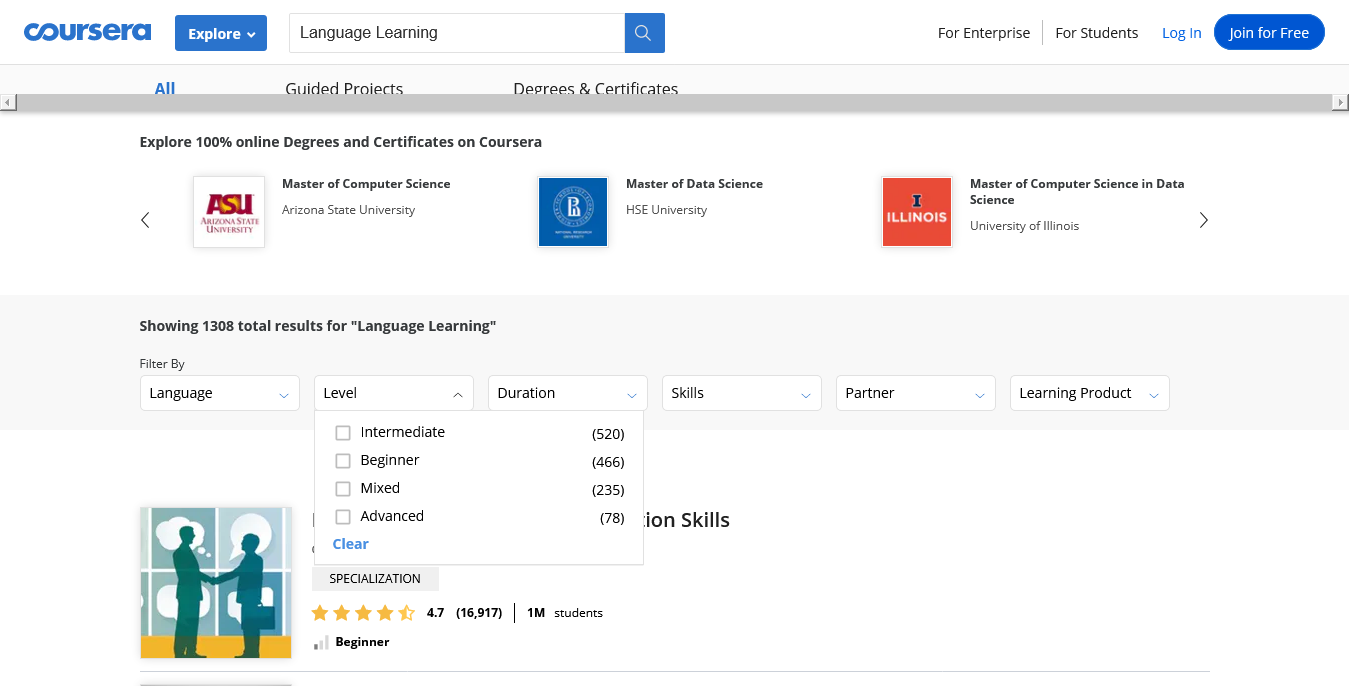 coursera Explore Language Learning For Enterprise For Students Log In Join for Free
All Guided Projects Degrees & Certificates
Explore 100% online Degrees and Certificates on Coursera
ASU ARIZONA STATE UNIVERSITY
Master of Computer Science
Arizona State University
NATIONAL RESEARCH UNIVERSITY
Master of Data Science
HSE University
I ILLINOIS
Master of Computer Science in Data
Science
University of Illinois
Showing 1308 total results for "Language Learning"
Filter By
Language Level Duration Skills Partner Learning Product
Intermediate (520)
Beginner (466)
Mixed (235)
Advanced (78)
Clear
Skills
SPECIALIZATION
4.7 (16,917) 1M students
Beginner